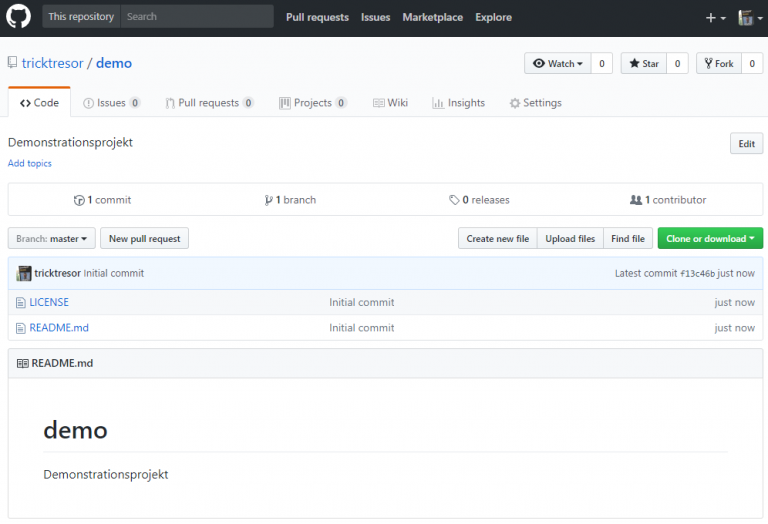 This repository Search Pull requests Issues Marketplace Explore
tricktresor / demo Watch 0 Star 0 Fork 0
Code Issues 0 Pull requests 0 Projects 0 Wiki Insights Settings
Demonstrationsprojekt Edit
Add topics
1 commit 1 branch 0 releases 1 contributor
Branch: master New pull request Create new file Upload files Find file Clone or download
tricktresor Initial commit Latest commit f13c46b just now
LICENSE Initial commit just now
README.md Initial commit just now
README.md
demo
Demonstrationsprojekt